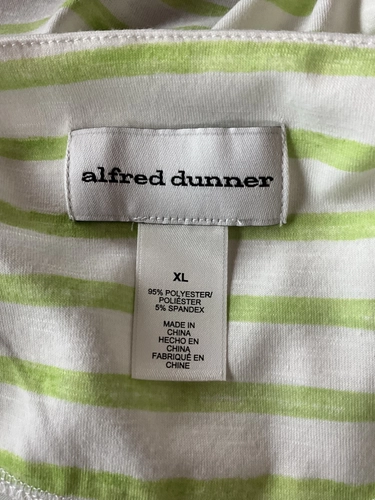 alfred dunner
XL
95% POLYESTER/
POLIÉSTER
5% SPANDEX
MADE IN
CHINA
HECHO EN
CHINA
FABRIQUÉ EN
CHINE